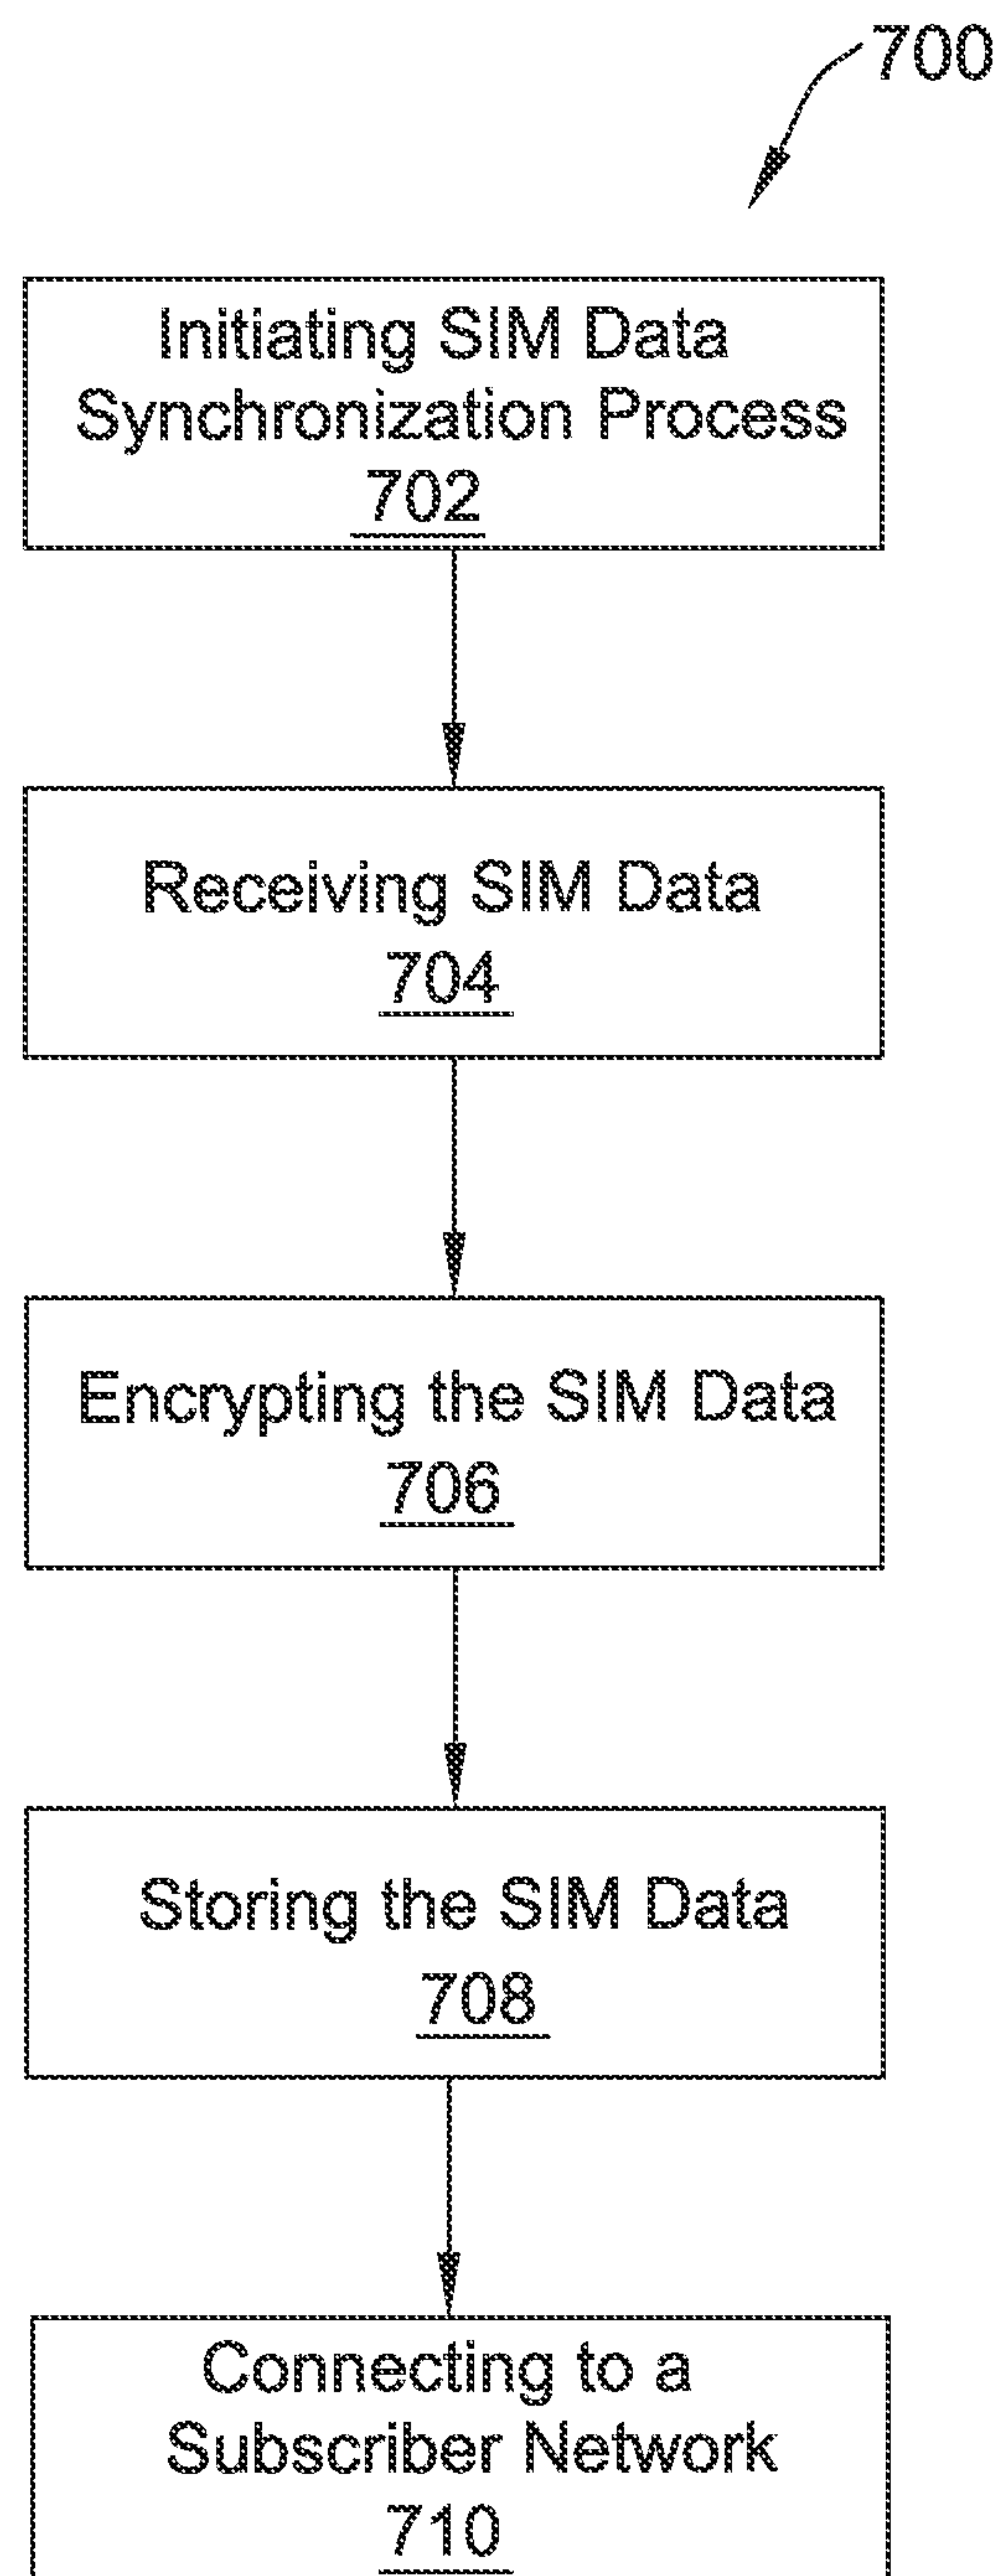 700
Initiating SIM Data
Synchronization Process
702
Receiving SIM Data
704
Encrypting the SIM Data
706
Storing the SIM Data
708
Connecting to a
Subscriber Network
710